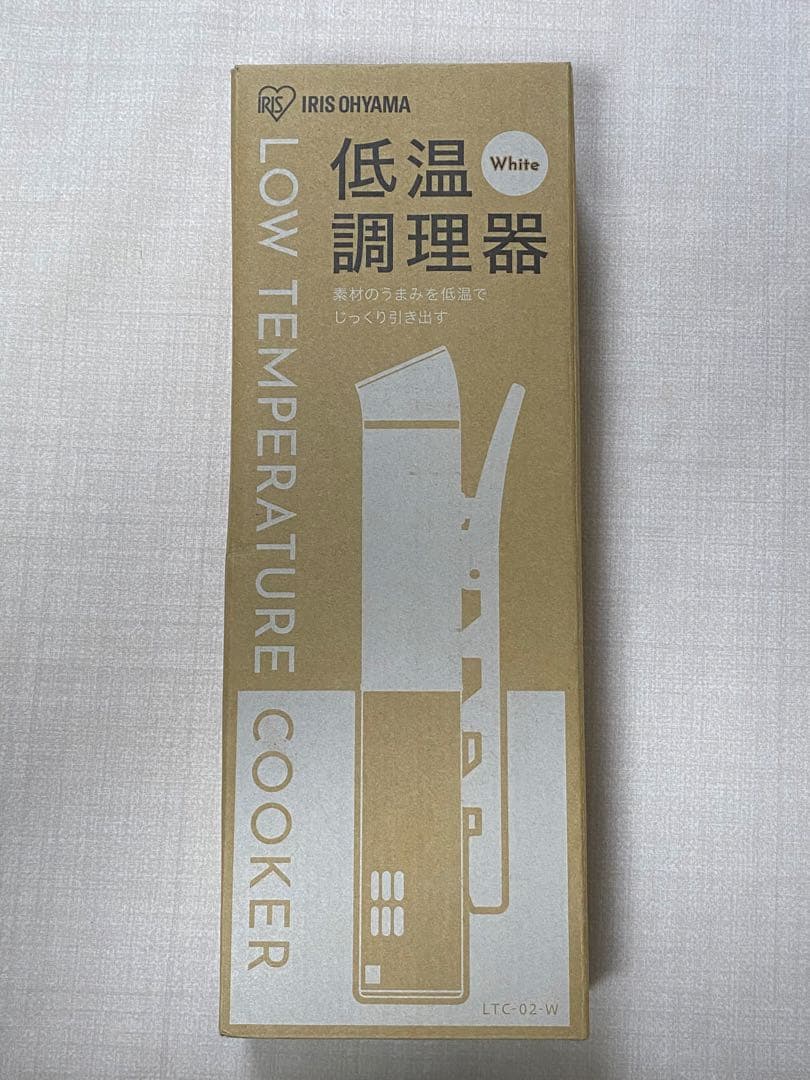 IRIS IRIS OHYAMA
低温
調理器
White
素材のうまみを低温で
じっくり引き出す
LOW TEMPERATURE COOKER
LTC-02-W